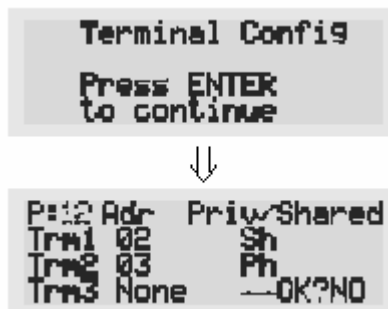 Terminal Config
Press ENTER
to continue
P:12 Adr Priv/Shared
Trm1 02 Sh
Trm2 03 Ph
Trm3 None —OK?NO